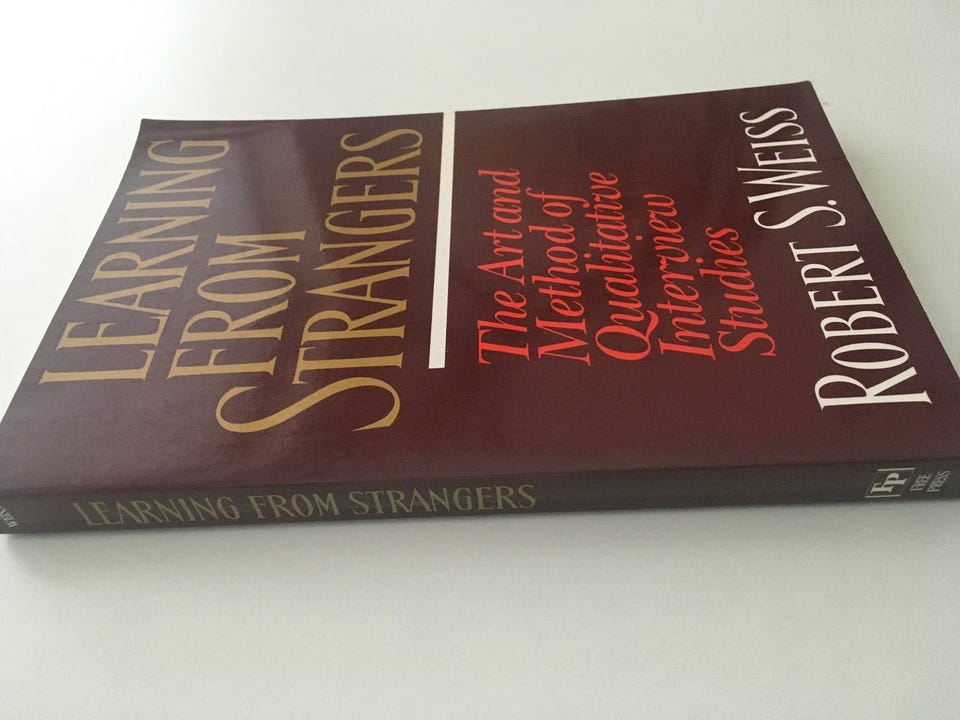 LEARNING
FROM
STRANGERS
The Art and
Method of
Qualitative
Interview
Studies
ROBERT S. WEISS
LEARNING FROM STRANGERS
FP
FREE
PRESS